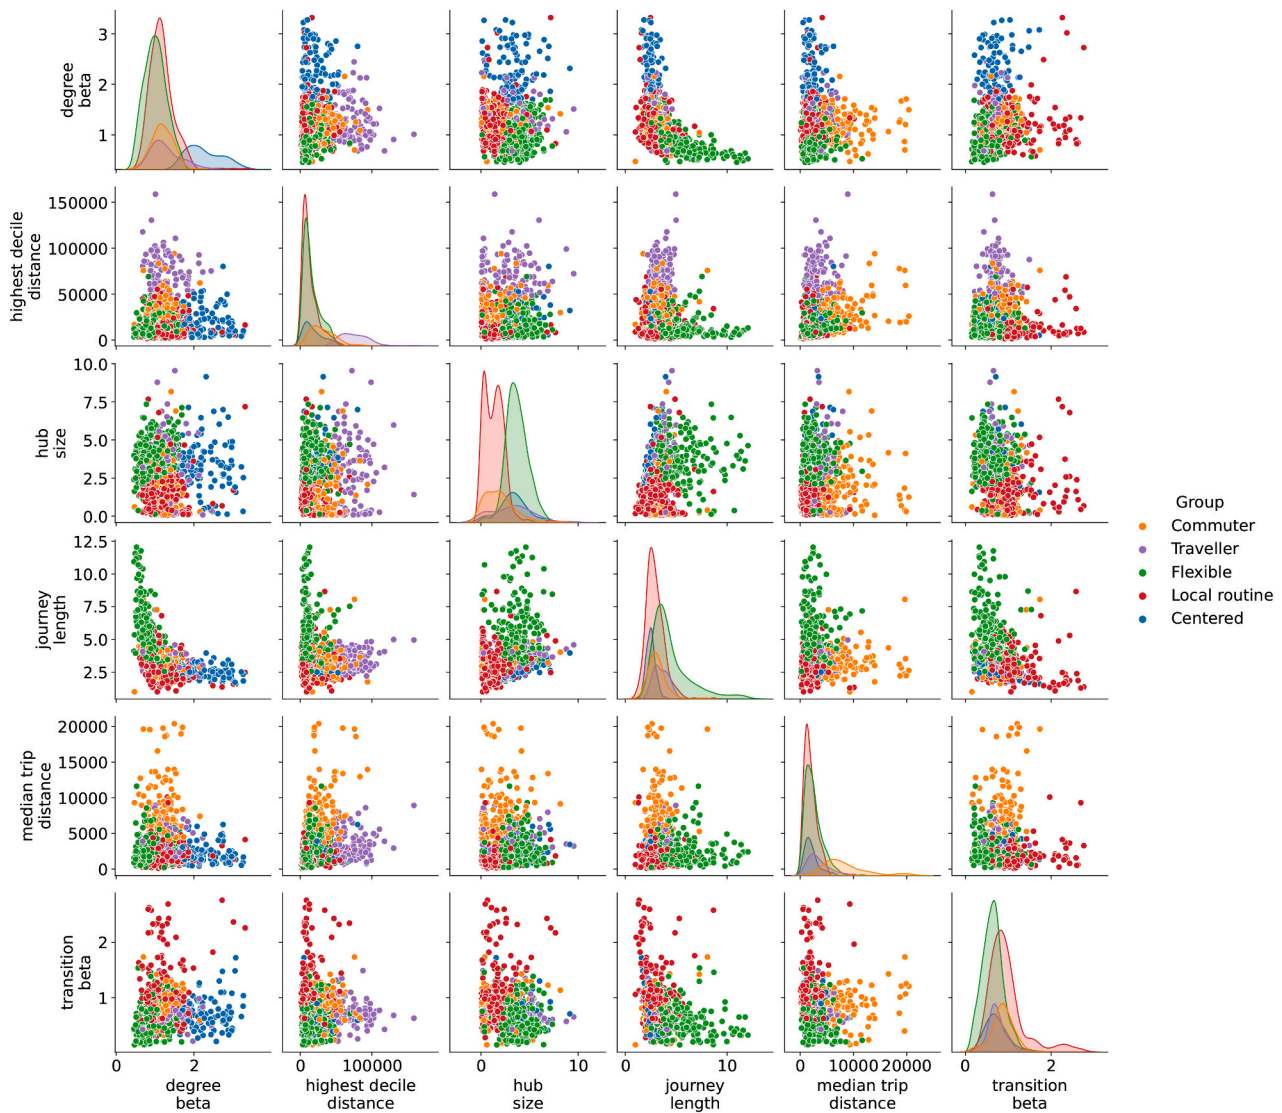 degree
beta
3
2
1
highest decile
distance
150000
100000
50000
0
hub
size
10.0
7.5
5.0
2.5
0.0
journey
length
12.5
10.0
7.5
5.0
2.5
median trip
distance
20000
15000
10000
5000
0
transition
beta
2
1
0 2
0 100000
0 10
0 10
0 10000 20000
0 2
degree
beta
highest decile
distance
hub
size
journey
length
median trip
distance
transition
beta
Group
Commuter
Traveller
Flexible
Local routine
Centered